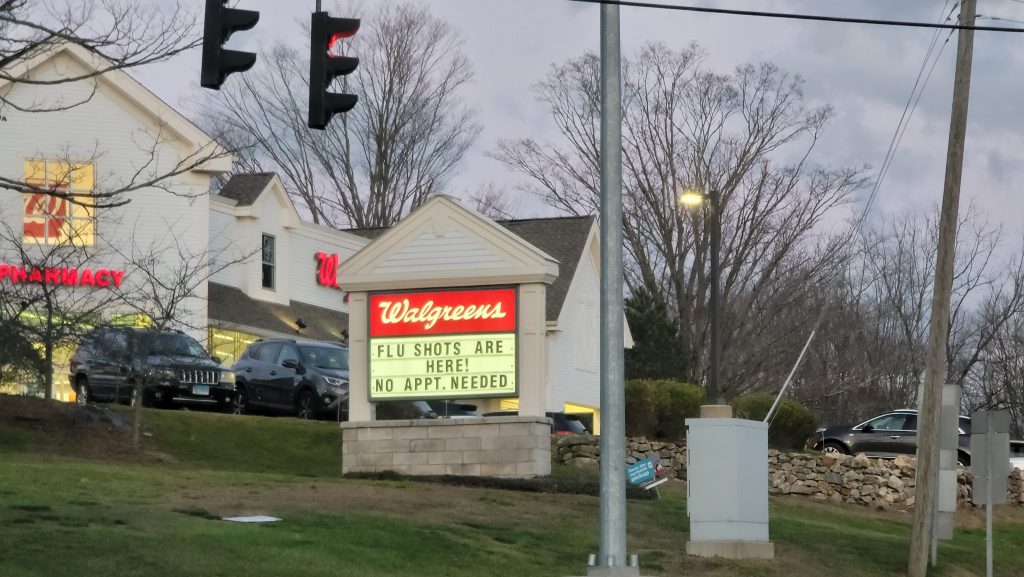 PHARMACY
W
Walgreens
FLU SHOTS ARE
HERE!
NO APPT. NEEDED